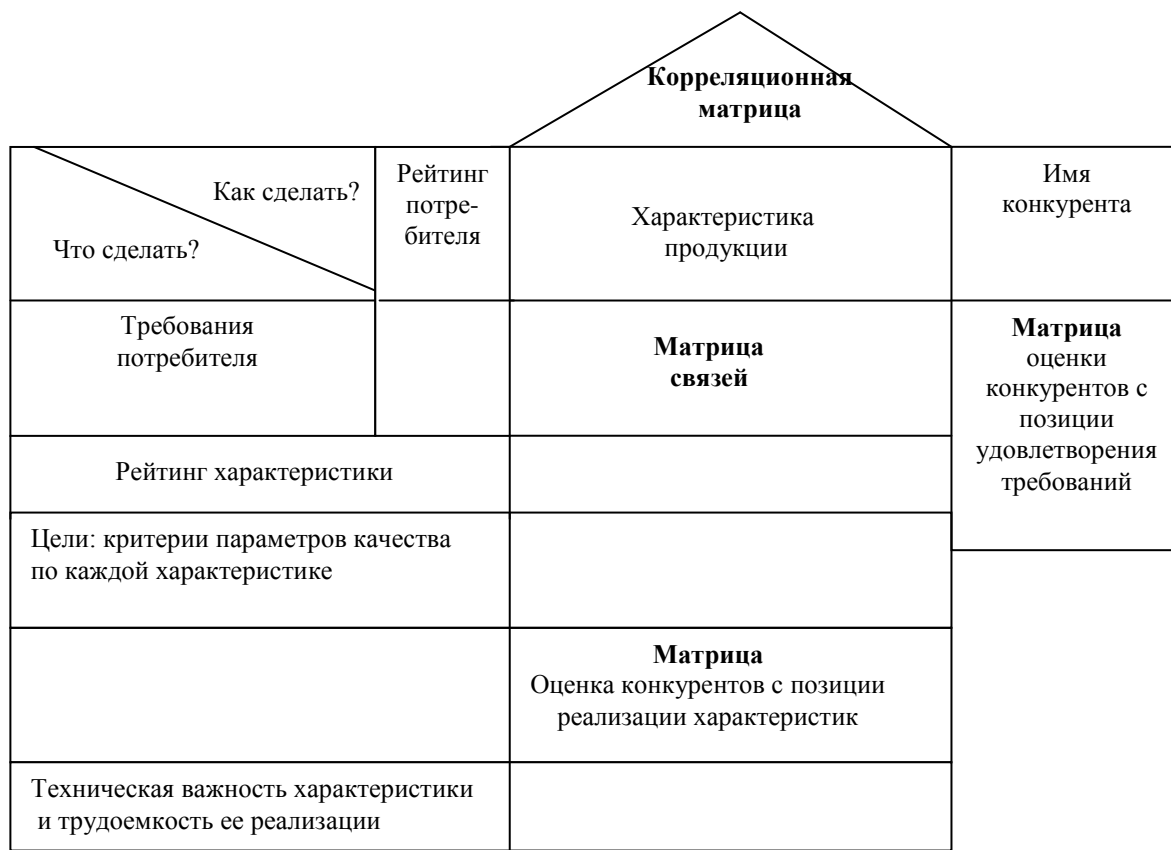 Корреляционная
матрица
Как сделать?
Что сделать?
Рейтинг
потре-
бителя
Характеристика
продукции
Имя
конкурента
Требования
потребителя
Матрица
связей
Матрица
оценки
конкурентов с
позиции
удовлетворения
требований
Рейтинг характеристики
Цели: критерии параметров качества
по каждой характеристике
Матрица
Оценка конкурентов с позиции
реализации характеристик
Техническая важность характеристики
и трудоемкость ее реализации